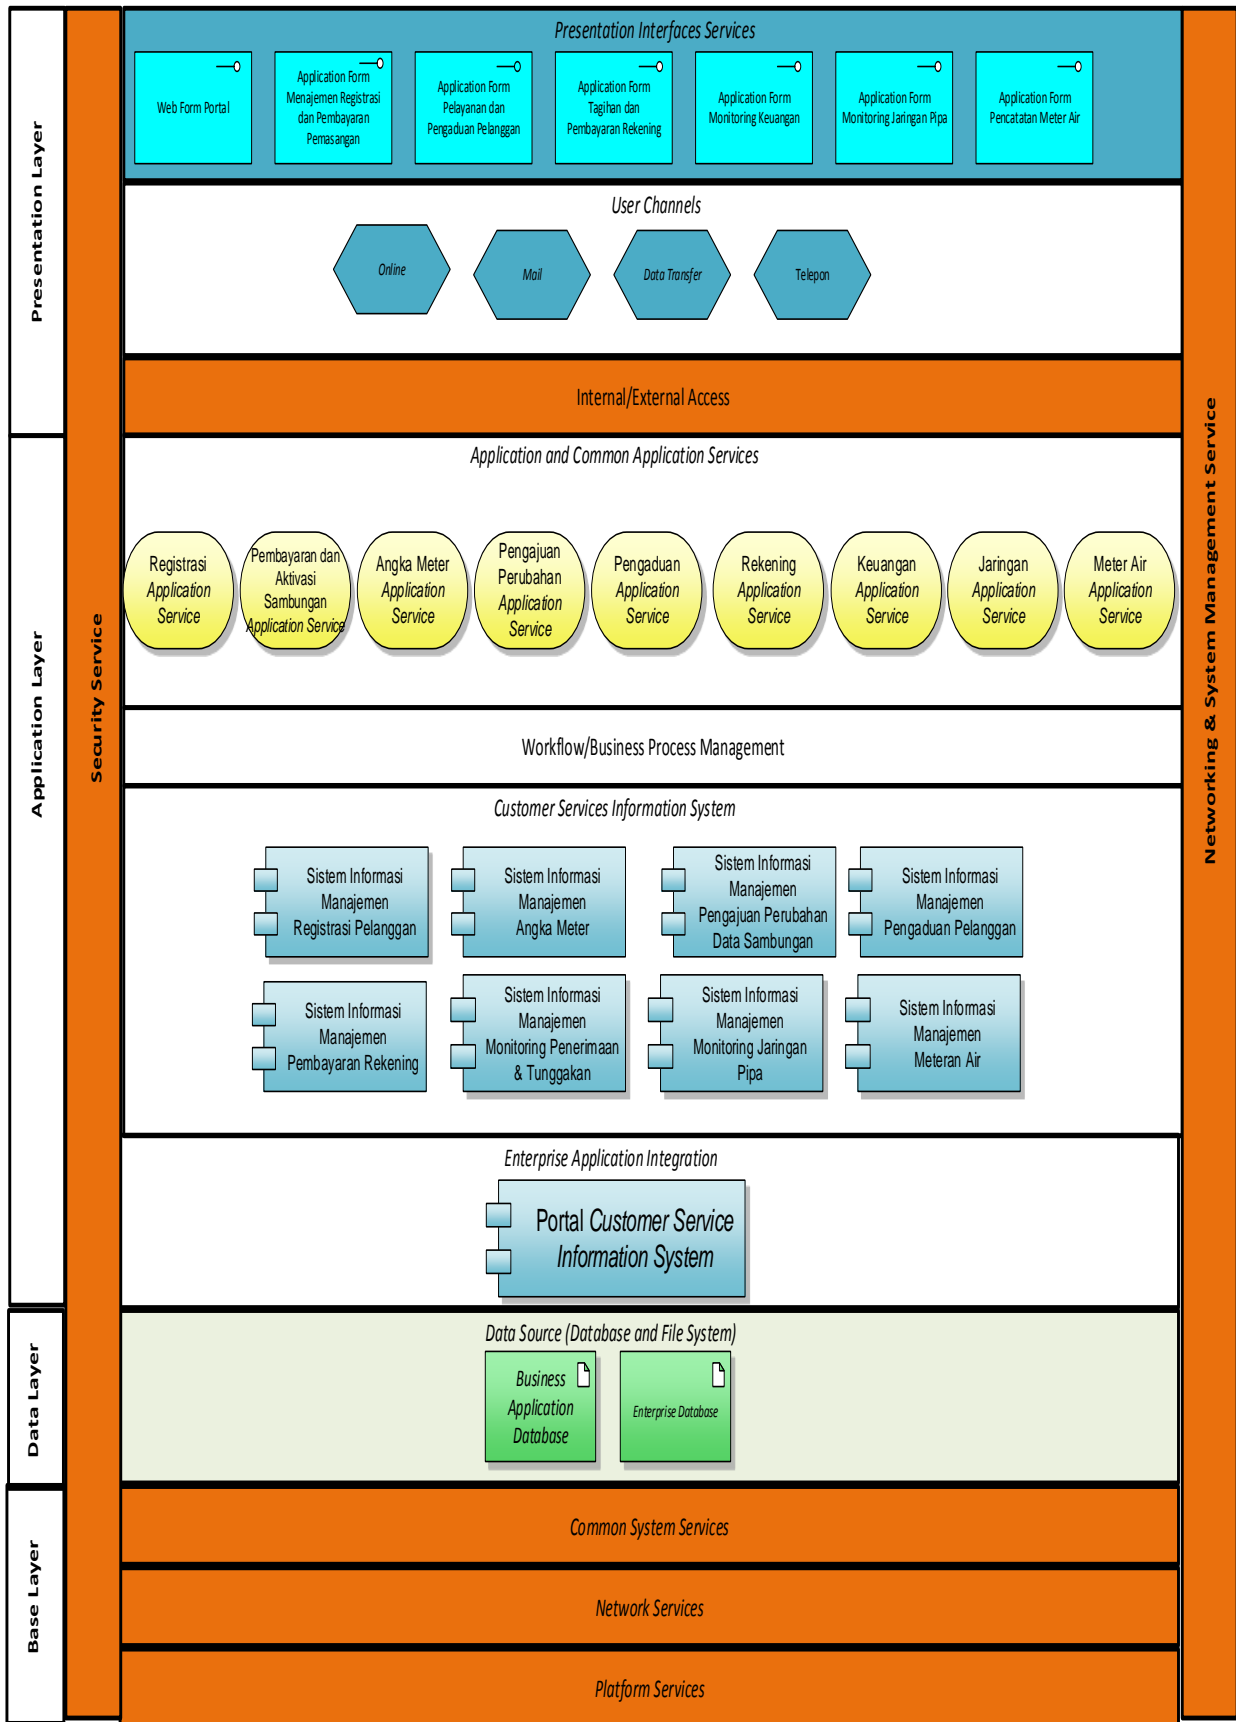 Presentation Layer
Application Layer
Data Layer
Base Layer
Security Service
Networking & System Management Service
Presentation Interfaces Services
Web Form Portal
Application Form
Menajemen Registrasi
dan Pembayaran
Pemasangan
Application Form
Pelayanan dan
Pengaduan Pelanggan
Application Form
Tagihan dan
Pembayaran Rekening
Application Form
Monitoring Keuangan
Application Form
Monitoring Jaringan Pipa
Application Form
Pencatatan Meter Air
User Channels
Online
Mail
Data Transfer
Telepon
Internal/External Access
Application and Common Application Services
Registrasi
Application
Service
Pembayaran dan
Aktivasi
Sambungan
Application Service
Angka Meter
Application
Service
Pengajuan
Perubahan
Application
Service
Pengaduan
Application
Service
Rekening
Application
Service
Keuangan
Application
Service
Jaringan
Application
Service
Meter Air
Application
Service
Workflow/Business Process Management
Customer Services Information System
Sistem Informasi
Manajemen
Registrasi Pelanggan
Sistem Informasi
Manajemen
Angka Meter
Sistem Informasi
Manajemen
Pengajuan Perubahan
Data Sambungan
Sistem Informasi
Manajemen
Pengaduan Pelanggan
Sistem Informasi
Manajemen
Pembayaran Rekening
Sistem Informasi
Manajemen
Monitoring Penerimaan
& Tunggakan
Sistem Informasi
Manajemen
Monitoring Jaringan
Pipa
Sistem Informasi
Manajemen
Meteran Air
Enterprise Application Integration
Portal Customer Service
Information System
Data Source (Database and File System)
Business
Application
Database
Enterprise Database
Common System Services
Network Services
Platform Services